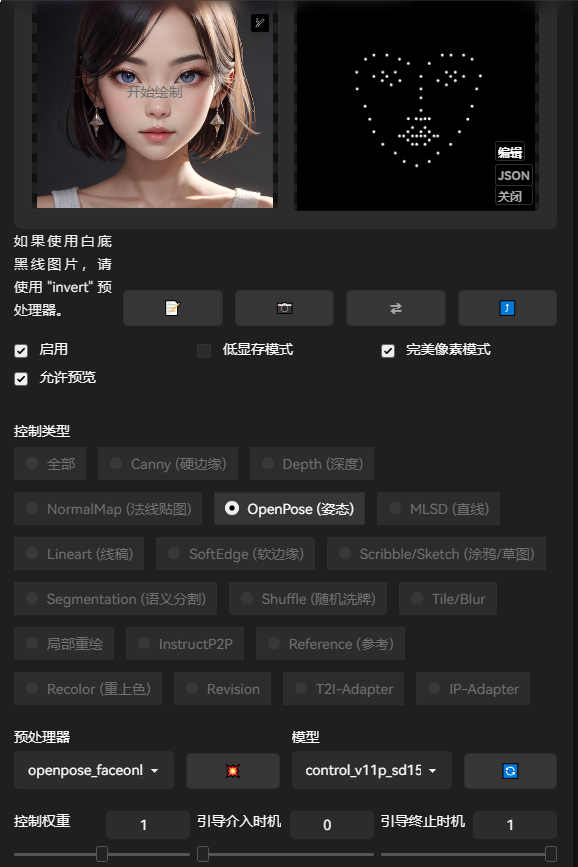 开始绘制
编辑
JSON
关闭
如果使用白底
黑线图片，请
使用 "invert" 预
处理器。
启用
低显存模式
完美像素模式
允许预览
控制类型
全部
Canny (硬边缘)
Depth (深度)
NormalMap (法线贴图)
OpenPose (姿态)
MLSD (直线)
Lineart (线稿)
SoftEdge (软边缘)
Scribble/Sketch (涂鸦/草图)
Segmentation (语义分割)
Shuffle (随机洗牌)
Tile/Blur
局部重绘
InstructP2P
Reference (参考)
Recolor (重上色)
Revision
T2I-Adapter
IP-Adapter
预处理器
模型
openpose_faceonl
control_v11p_sd15
控制权重
1
引导介入时机
0
引导终止时机
1